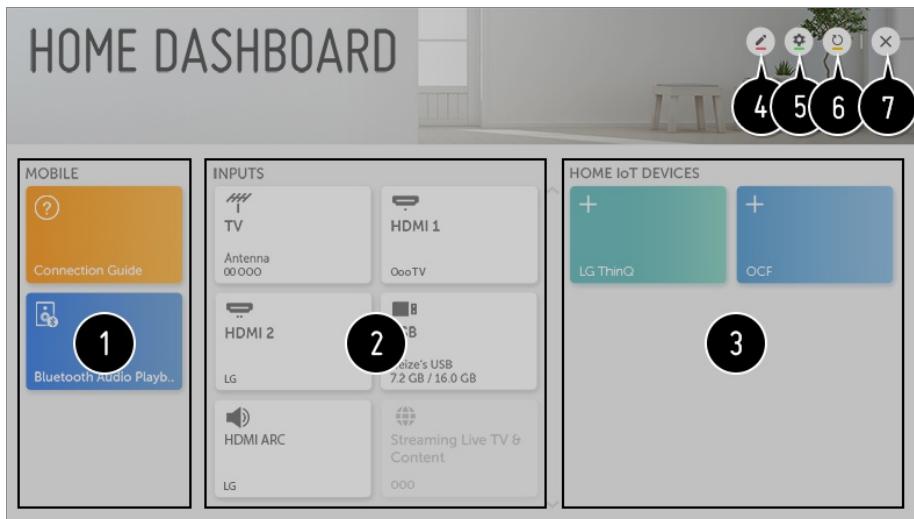 HOME DASHBOARD
4 5 6 7
MOBILE
Connection Guide
Bluetooth Audio Playb..
1
INPUTS
TV
Antenna
00 000
HDMI 1
OooTV
HDMI 2
LG
2
7.2 GB / 16.0 GB
HDMI ARC
LG
Streaming Live TV &
Content
000
HOME IoT DEVICES
LG ThinQ
OCF
3